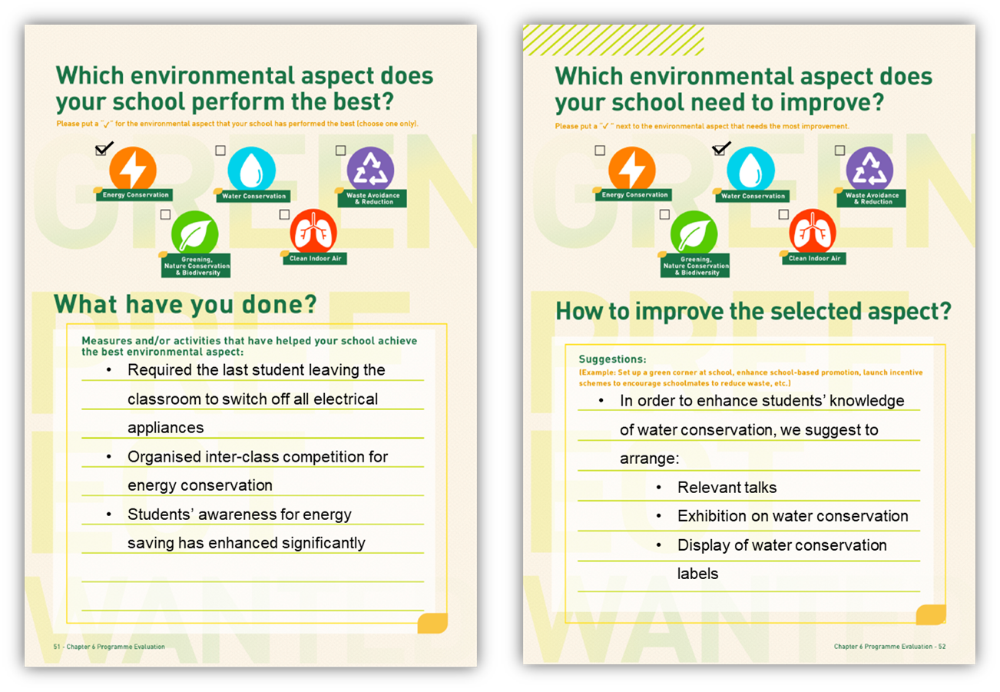 Which environmental aspect does
your school perform the best?
Please put a "✓" for the environmental aspect that your school has performed the best (choose one only).
Energy Conservation
Water Conservation
Waste Avoidance
& Reduction
Greening,
Nature Conservation
& Biodiversity
Clean Indoor Air
What have you done?
Measures and/or activities that have helped your school achieve
the best environmental aspect:
• Required the last student leaving the
classroom to switch off all electrical
appliances
• Organised inter-class competition for
energy conservation
• Students’ awareness for energy
saving has enhanced significantly
51 - Chapter 6 Programme Evaluation
Which environmental aspect does
your school need to improve?
Please put a "✓" next to the environmental aspect that needs the most improvement.
Energy Conservation
Water Conservation
Waste Avoidance
& Reduction
Greening,
Nature Conservation
& Biodiversity
Clean Indoor Air
How to improve the selected aspect?
Suggestions:
(Example: Set up a green corner at school, enhance school-based promotion, launch incentive
schemes to encourage schoolmates to reduce waste, etc.)
• In order to enhance students’ knowledge
of water conservation, we suggest to
arrange:
• Relevant talks
• Exhibition on water conservation
• Display of water conservation
labels
Chapter 6 Programme Evaluation - 52
GREEN
WANTE
GREEN
WANTE